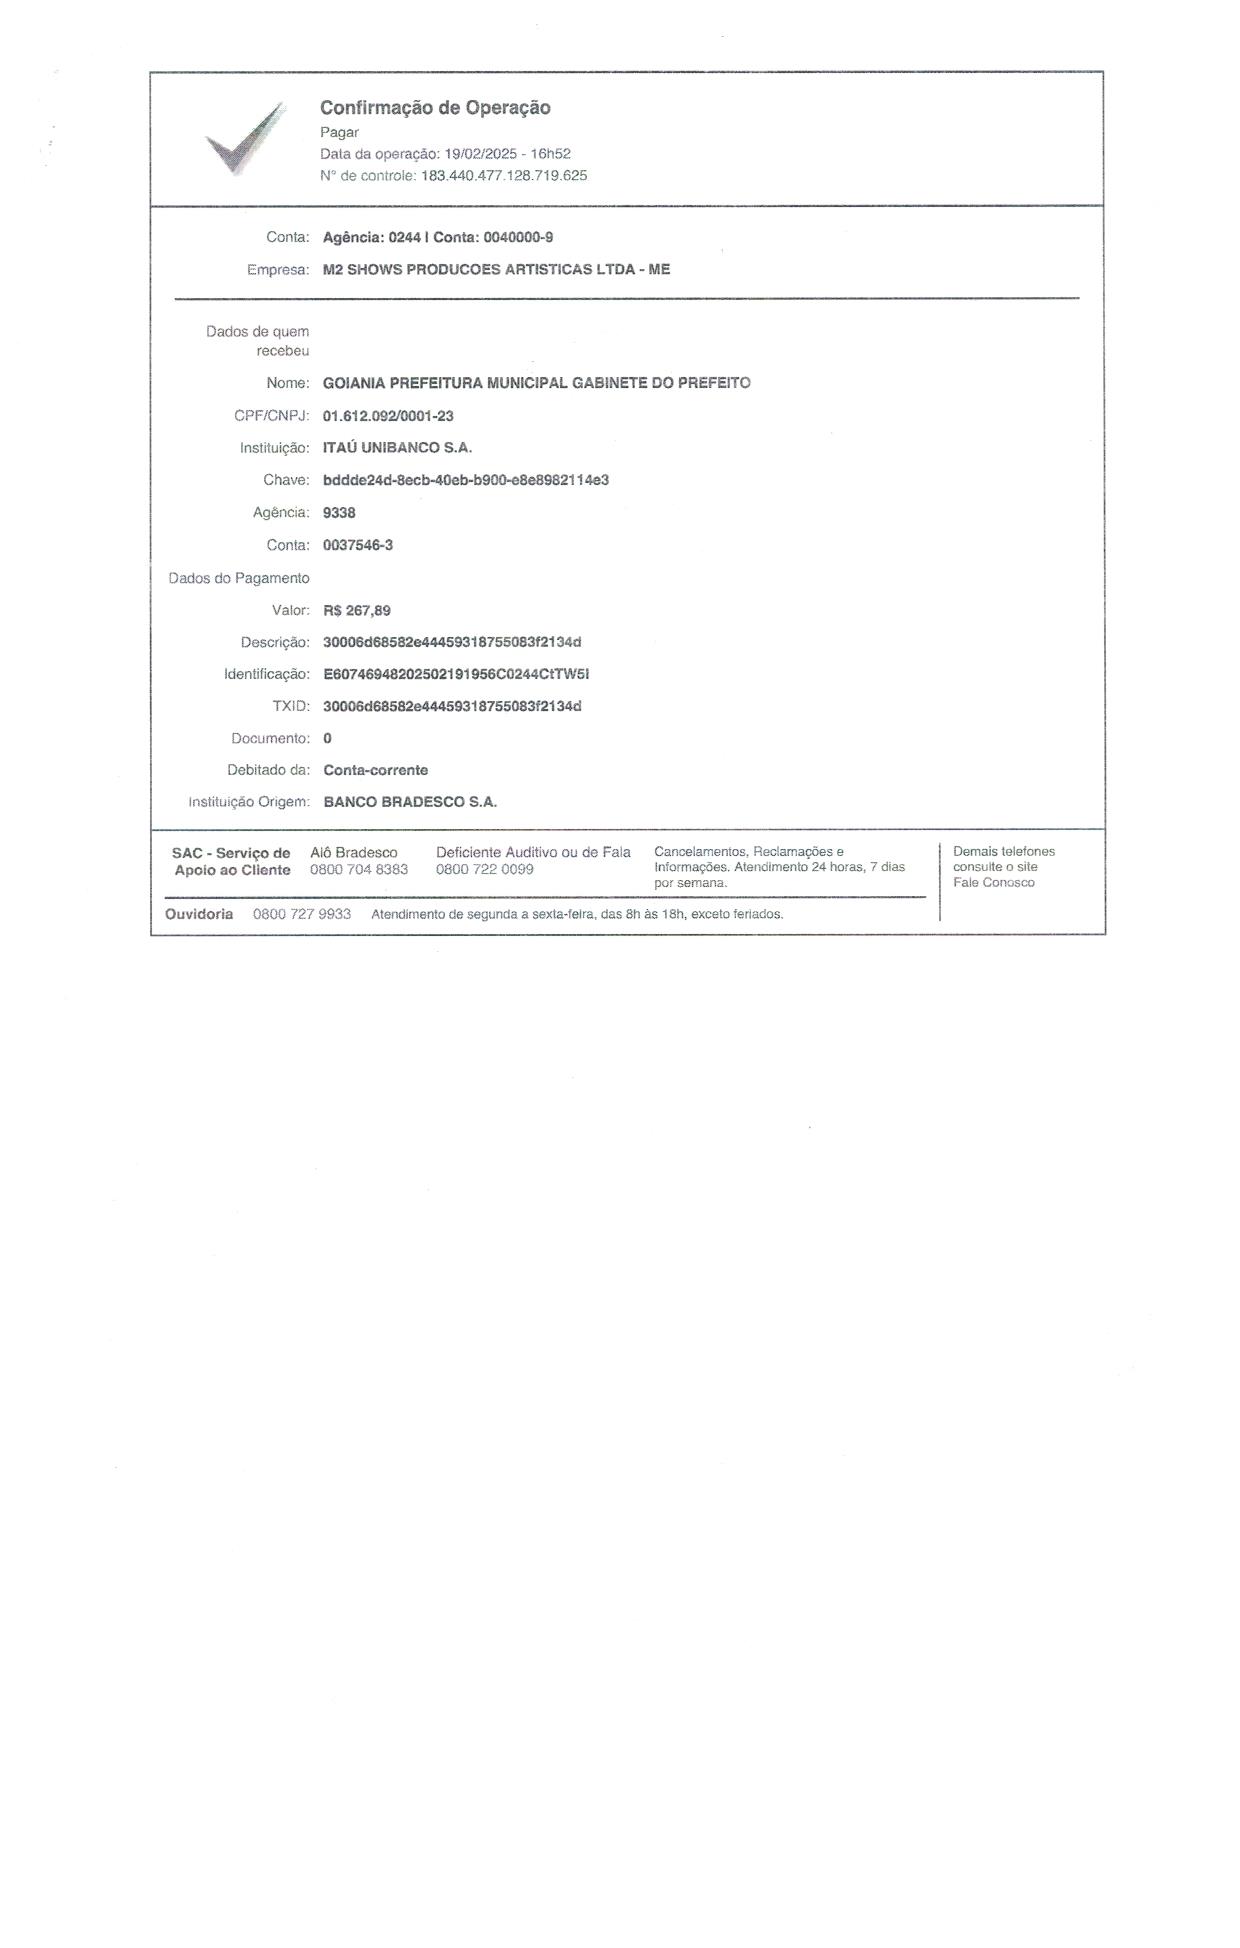 Confirmação de Operação
Pagar
Data da operação: 19/02/2025 - 16h52
N° de controle: 183.440.477.128.719.625
Conta: Agência: 0244 | Conta: 0040000-9
Empresa: M2 SHOWS PRODUCOES ARTISTICAS LTDA - ME
Dados de quem
recebeu
Nome: GOIANIA PREFEITURA MUNICIPAL GABINETE DO PREFEITO
CPF/CNPJ: 01.612.092/0001-23
Instituição: ITAÚ UNIBANCO S.A.
Chave: bddde24d-8ecb-40eb-b900-e8e8982114e3
Agência: 9338
Conta: 0037546-3
Dados do Pagamento
Valor: R$ 267,89
Descrição: 30006d68582e44459318755083f2134d
Identificação: E60746948202502191956C0244CtTW5I
TXID: 30006d68582e44459318755083f2134d
Documento: 0
Debitado da: Conta-corrente
Instituição Origem: BANCO BRADESCO S.A.
SAC - Serviço de Apoio ao Cliente
Alô Bradesco 0800 704 8383
Deficiente Auditivo ou de Fala 0800 722 0099
Cancelamentos, Reclamações e
Informações. Atendimento 24 horas, 7 dias
por semana.
Demais telefones
consulte o site
Fale Conosco
Ouvidoria 0800 727 9933 Atendimento de segunda a sexta-feira, das 8h às 18h, exceto feriados.